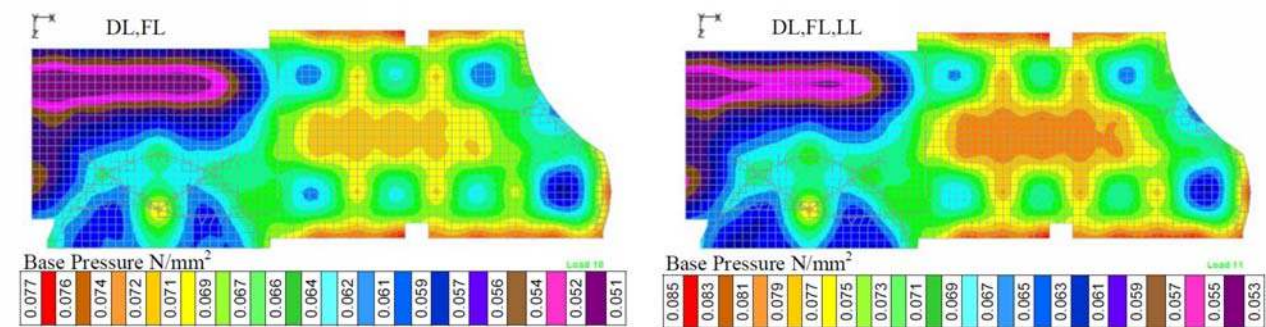 Y X
Z
DL,FL
Base Pressure N/mm²
Load 10
0.077 0.076 0.074 0.072 0.071 0.069 0.067 0.066 0.064 0.062 0.061 0.059 0.057 0.056 0.054 0.052 0.051
Y X
Z
DL,FL,LL
Base Pressure N/mm²
Load 11
0.085 0.083 0.081 0.079 0.077 0.075 0.073 0.071 0.069 0.067 0.065 0.063 0.061 0.059 0.057 0.055 0.053